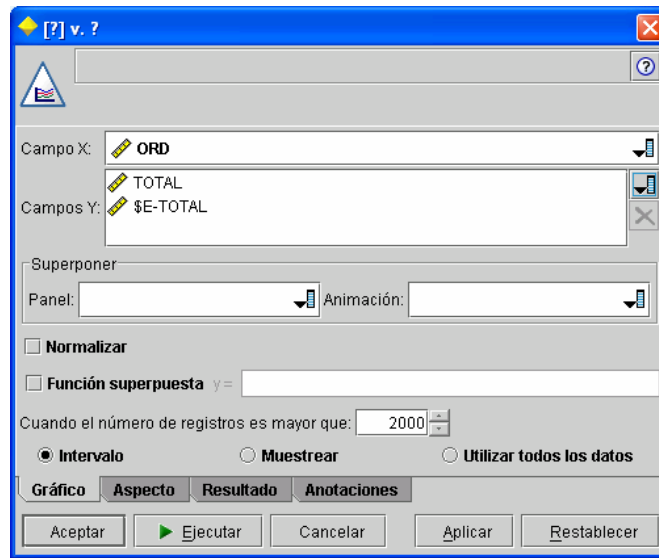 [?] v. ?
Campo X: ORD
TOTAL
Campos Y: $E-TOTAL
Superponer
Panel: Animación:
Normalizar
Función superpuesta y =
Cuando el número de registros es mayor que: 2000
Intervalo Muestrear Utilizar todos los datos
Gráfico Aspecto Resultado Anotaciones
Aceptar Ejecutar Cancelar Aplicar Restablecer